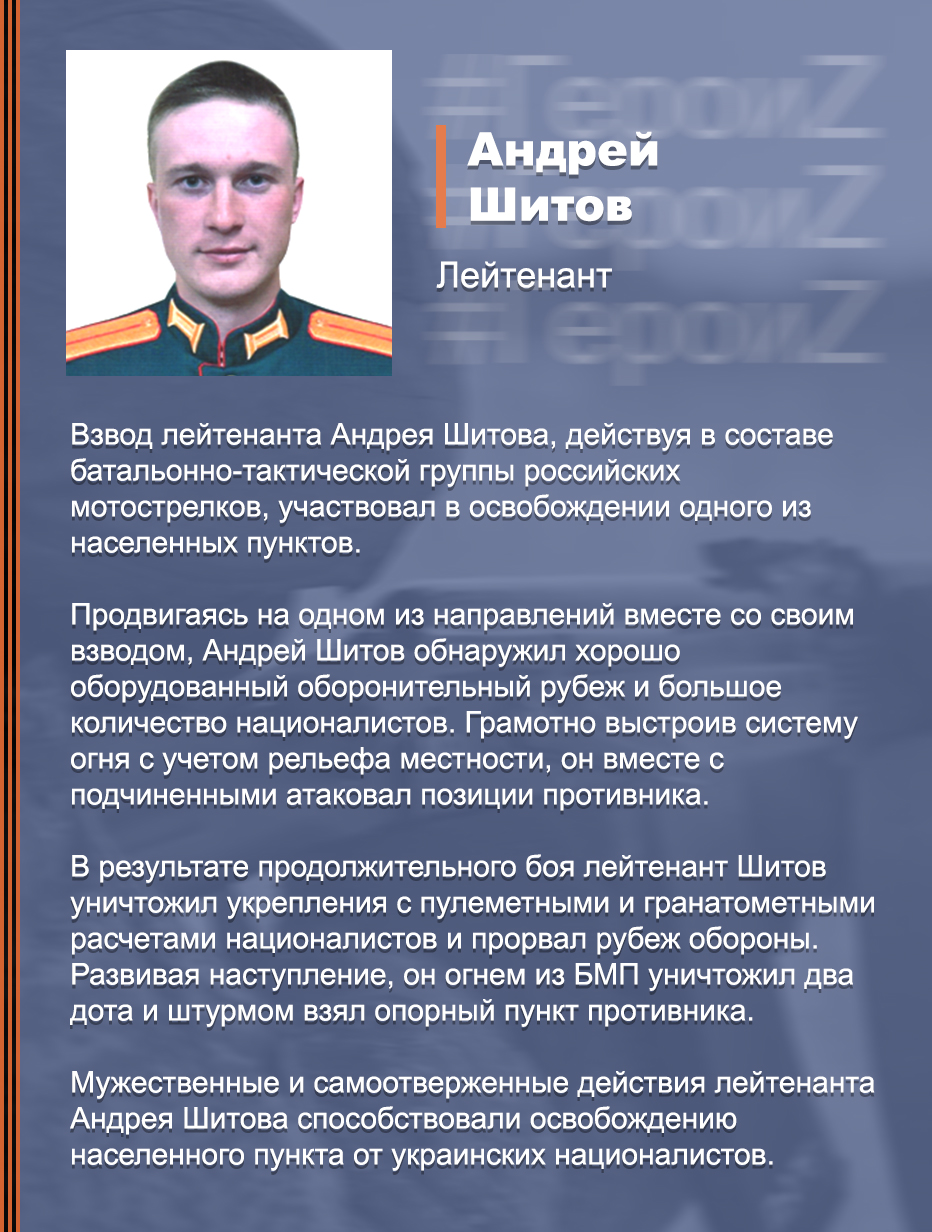 #ГероиZ
Андрей
#ГероиZ
Шитов
Лейтенант
#ГероиZ
Взвод лейтенанта Андрея Шитова, действуя в составе
батальонно-тактической группы российских
мотострелков, участвовал в освобождении одного из
населенных пунктов.
Продвигаясь на одном из направлений вместе со своим
взводом, Андрей Шитов обнаружил хорошо
оборудованный оборонительный рубеж и большое
количество националистов. Грамотно выстроив систему
огня с учетом рельефа местности, он вместе с
подчиненными атаковал позиции противника.
В результате продолжительного боя лейтенант Шитов
уничтожил укрепления с пулеметными и гранатометными
расчетами националистов и прорвал рубеж обороны.
Развивая наступление, он огнем из БМП уничтожил два
дота и штурмом взял опорный пункт противника.
Мужественные и самоотверженные действия лейтенанта
Андрея Шитова способствовали освобождению
населенного пункта от украинских националистов.